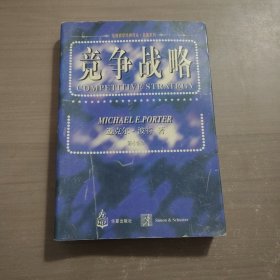 竞争战略
COMPETITIVE STRATEGY
MICHAEL E.PORTER
迈克尔·波特 著
华夏出版社
Simon & Schuster